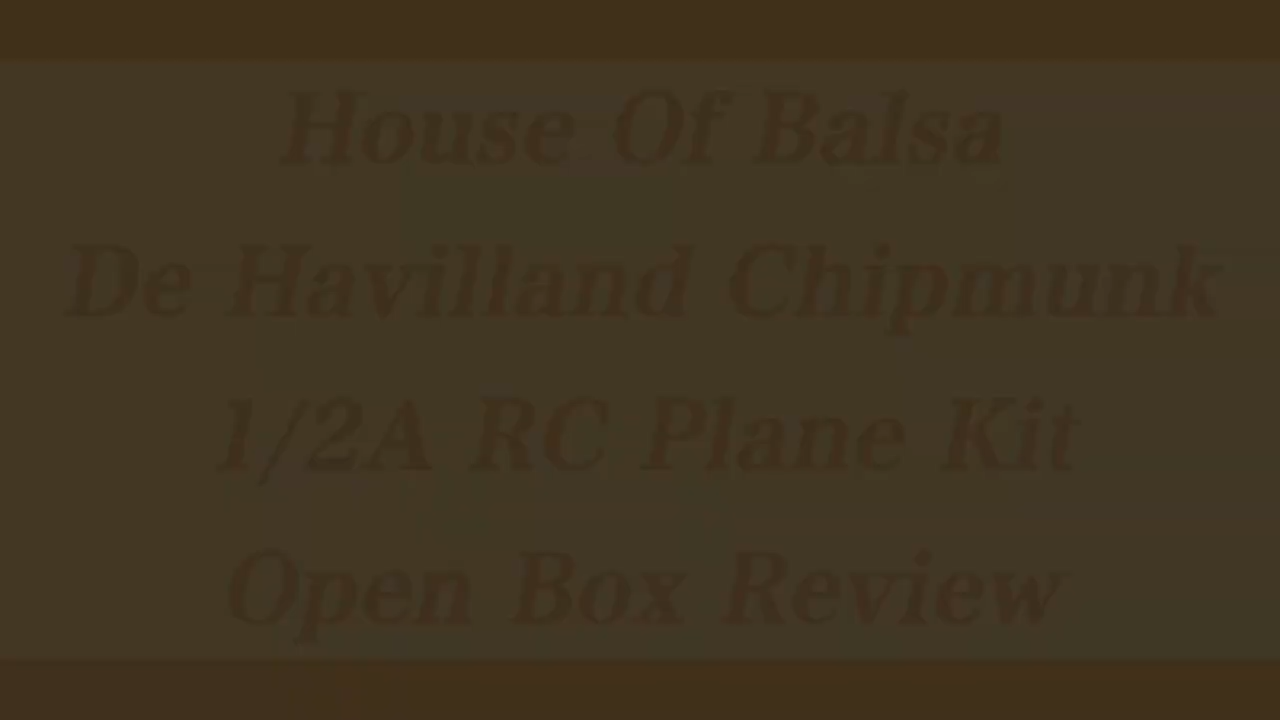 House Of Balsa
De Havilland Chipmunk
1/2A RC Plane Kit
Open Box Review